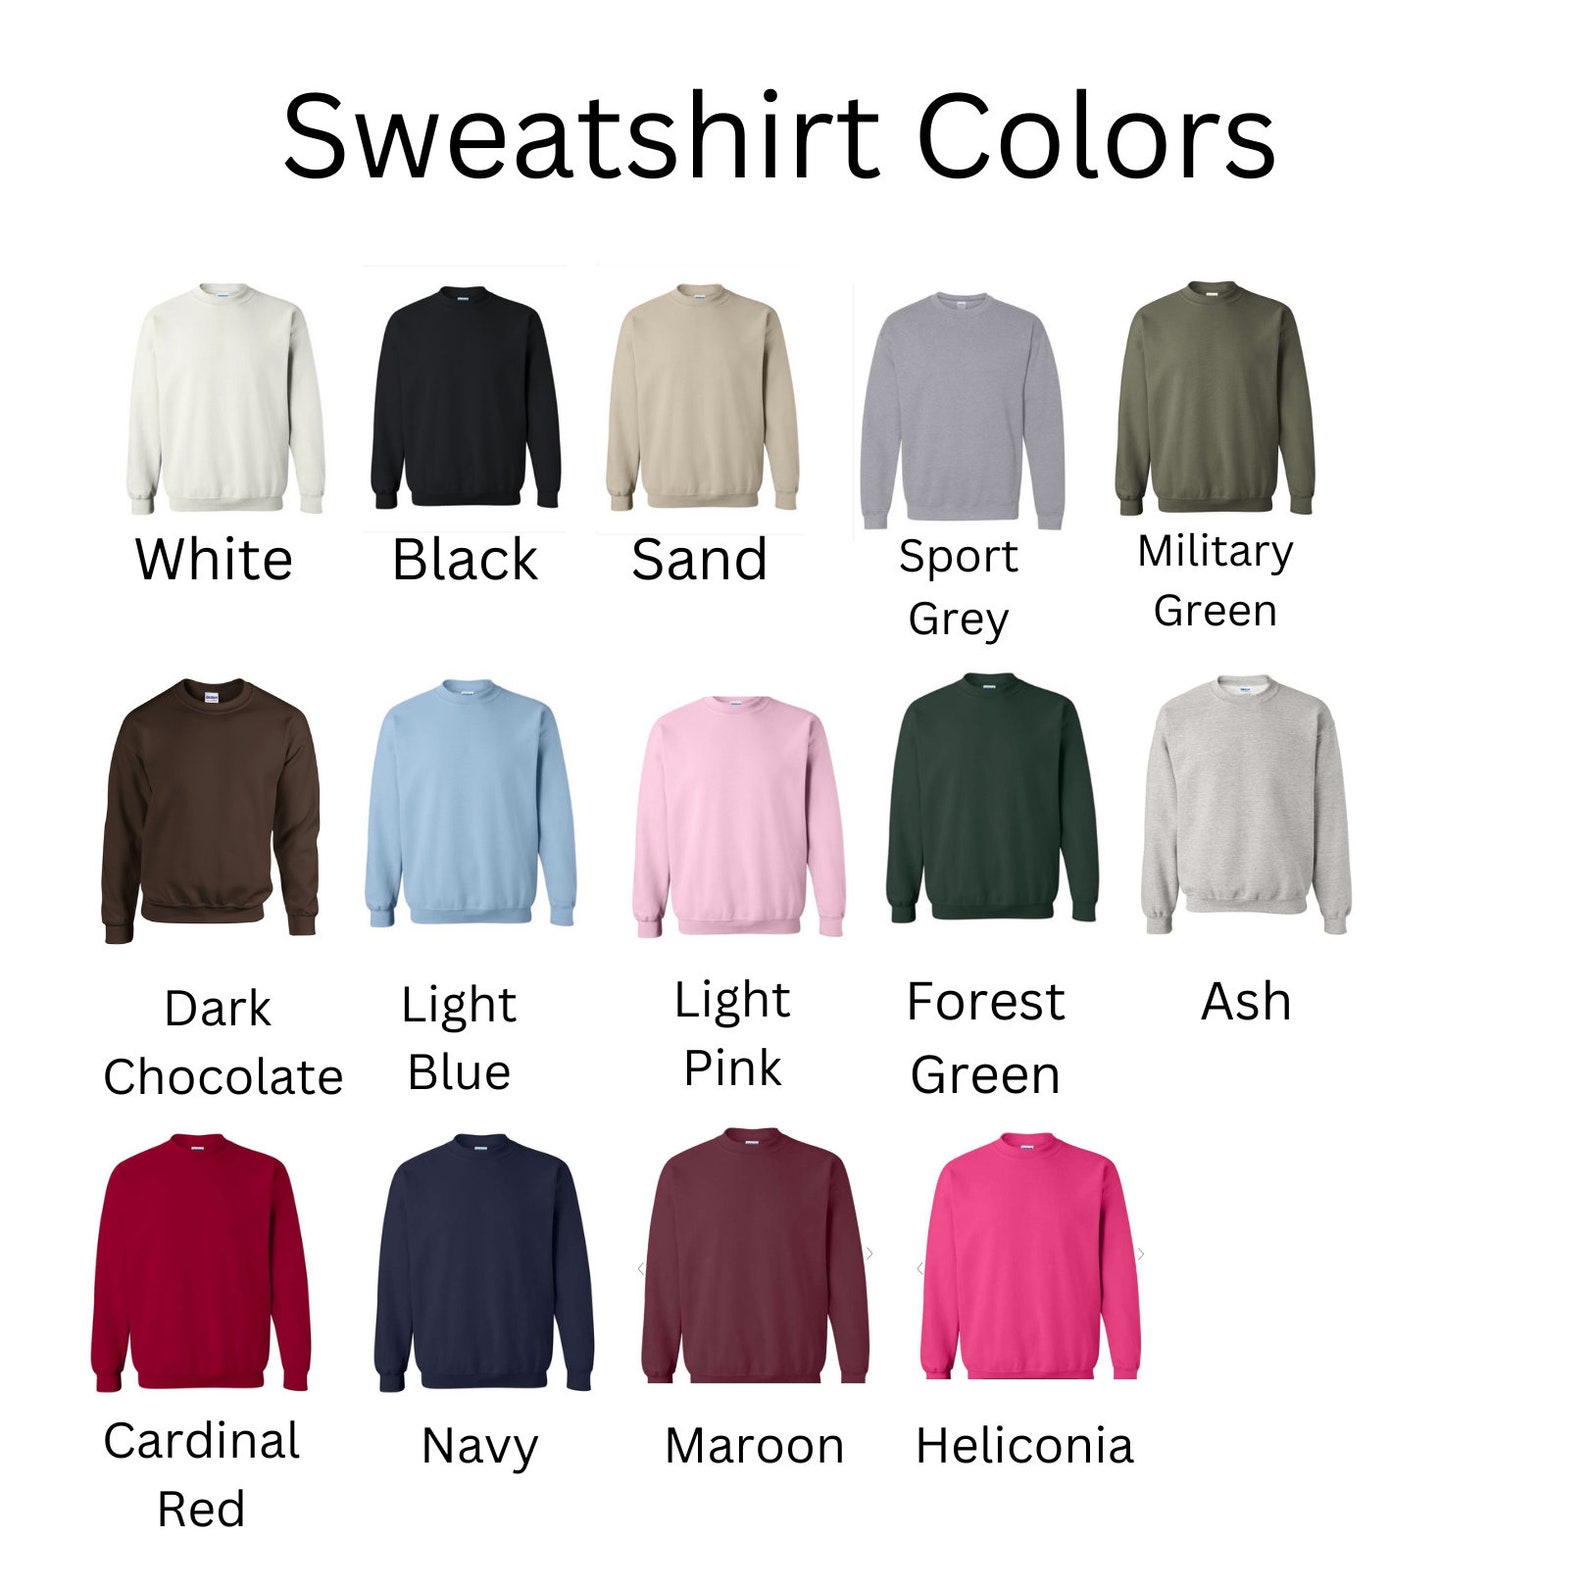 Sweatshirt Colors
White
Black
Sand
Sport
Grey
Military
Green
Dark
Chocolate
Light
Blue
Light
Pink
Forest
Green
Ash
Cardinal
Red
Navy
Maroon
Heliconia